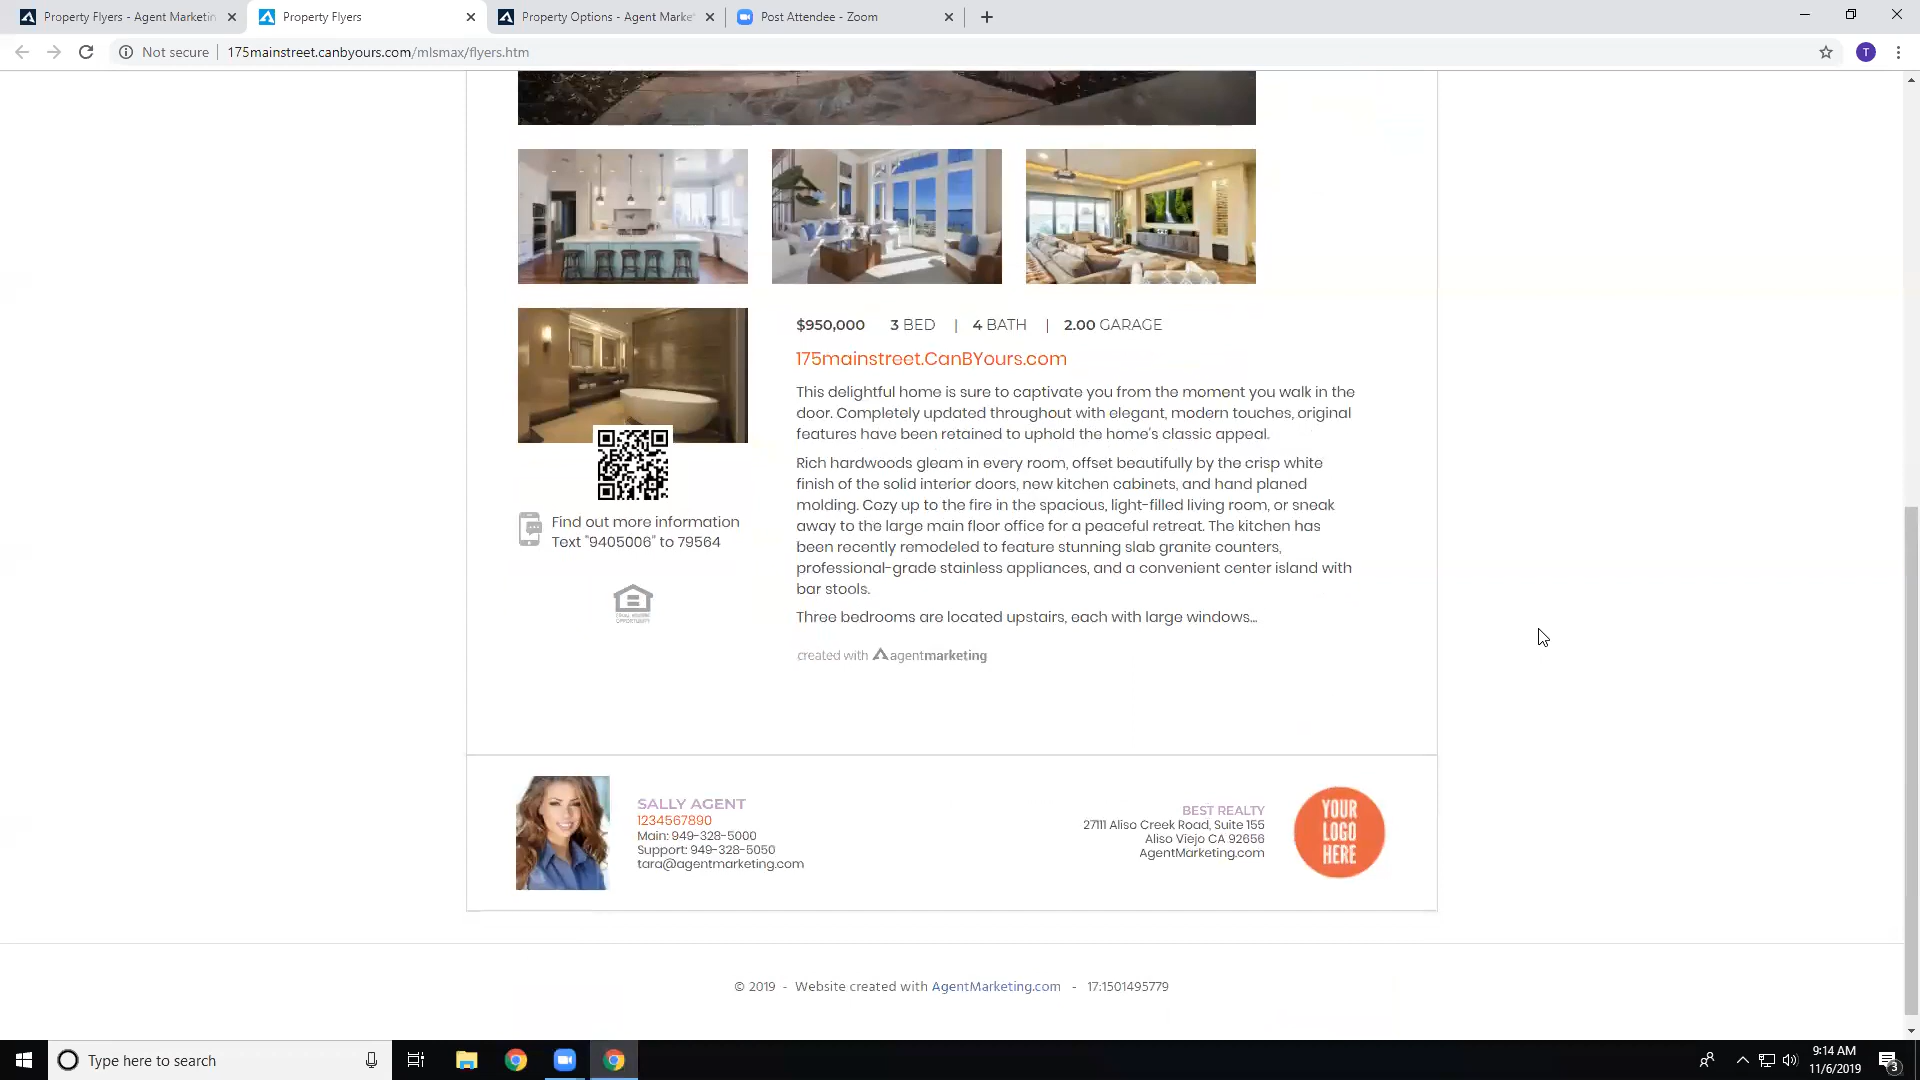 Property Flyers - Agent Marketin
Property Flyers
Property Options - Agent Marke
Post Attendee - Zoom
Not secure
175mainstreet.canbyours.com/mlsmax/flyers.htm
T
$950,000 3 BED | 4 BATH | 2.00 GARAGE
175mainstreet.CanBYours.com
This delightful home is sure to captivate you from the moment you walk in the
door. Completely updated throughout with elegant, modern touches, original
features have been retained to uphold the home's classic appeal.
Rich hardwoods gleam in every room, offset beautifully by the crisp white
finish of the solid interior doors, new kitchen cabinets, and hand planed
molding. Cozy up to the fire in the spacious, light-filled living room, or sneak
away to the large main floor office for a peaceful retreat. The kitchen has
been recently remodeled to feature stunning slab granite counters,
professional-grade stainless appliances, and a convenient center island with
bar stools.
Three bedrooms are located upstairs, each with large windows...
created with agentmarketing
Find out more information
Text "9405006" to 79564
EQUAL HOUSING
OPPORTUNITY
SALLY AGENT
1234567890
Main: 949-328-5000
Support: 949-328-5050
tara@agentmarketing.com
BEST REALTY
27111 Aliso Creek Road, Suite 155
Aliso Viejo CA 92656
AgentMarketing.com
YOUR
LOGO
HERE
© 2019 - Website created with AgentMarketing.com - 17:1501495779
Type here to search
9:14 AM
11/6/2019
3